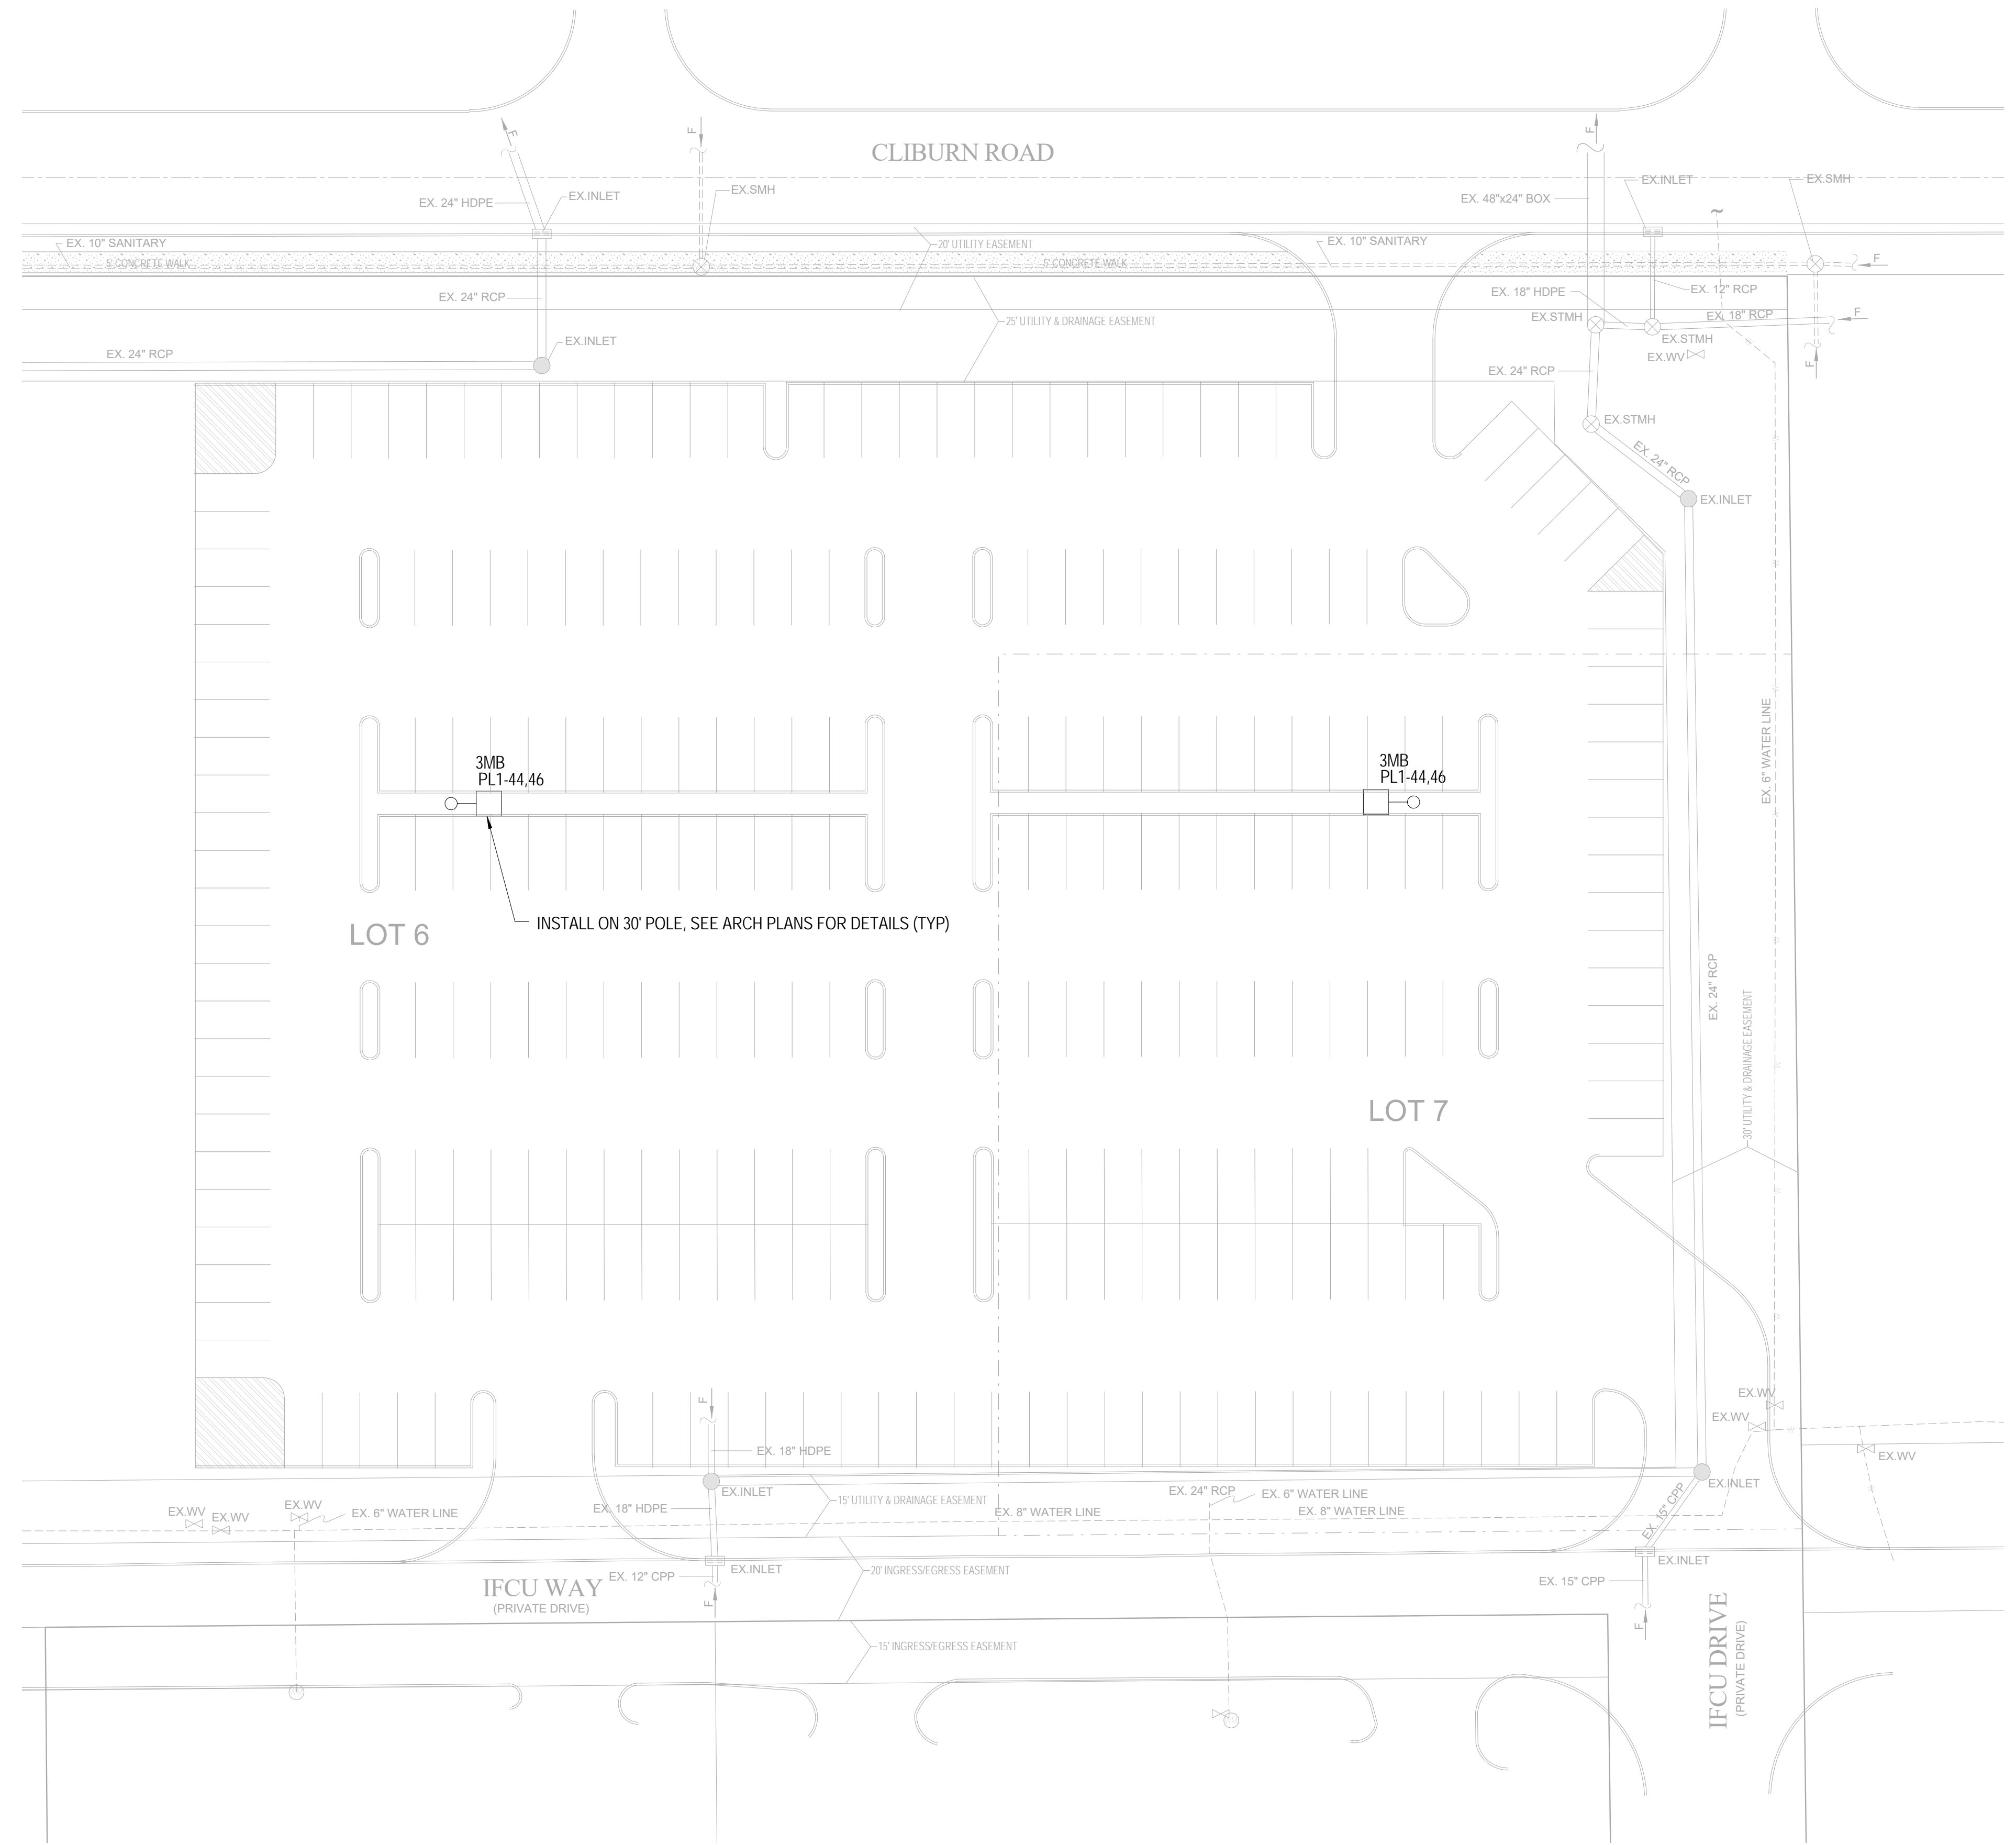 CLIBURN ROAD
F
F
F
EX.SMH
EX.INLET
EX. 24" HDPE
EX. 48"x24" BOX
EX.INLET
EX.SMH
EX. 10" SANITARY
20' UTILITY EASEMENT
EX. 10" SANITARY
5' CONCRETE WALK
5' CONCRETE WALK
F
EX. 24" RCP
EX. 18" HDPE
EX. 12" RCP
EX.STMH
25' UTILITY & DRAINAGE EASEMENT
EX. 18" RCP
F
EX.INLET
EX.STMH
EX. 24" RCP
EX.WV
F
EX. 24" RCP
EX.STMH
EX. 24" RCP
EX.INLET
EX. 6" WATER LINE
3MB
PL1-44,46
3MB
PL1-44,46
INSTALL ON 30' POLE, SEE ARCH PLANS FOR DETAILS (TYP)
LOT 6
EX. 24" RCP
30' UTILITY & DRAINAGE EASEMENT
LOT 7
F
EX.WV
EX.WV
EX. 18" HDPE
EX.WV
EX.INLET
EX.INLET
EX. 24" RCP
EX. 6" WATER LINE
15' UTILITY & DRAINAGE EASEMENT
EX.WV
EX.WV
EX.WV
EX. 6" WATER LINE
EX. 18" HDPE
EX. 8" WATER LINE
EX. 8" WATER LINE
EX. 15" CPP
EX.INLET
EX.INLET
20' INGRESS/EGRESS EASEMENT
EX. 12" CPP
EX. 15" CPP
IFCU WAY
(PRIVATE DRIVE)
F
F
15' INGRESS/EGRESS EASEMENT
IFCU DRIVE
(PRIVATE DRIVE)